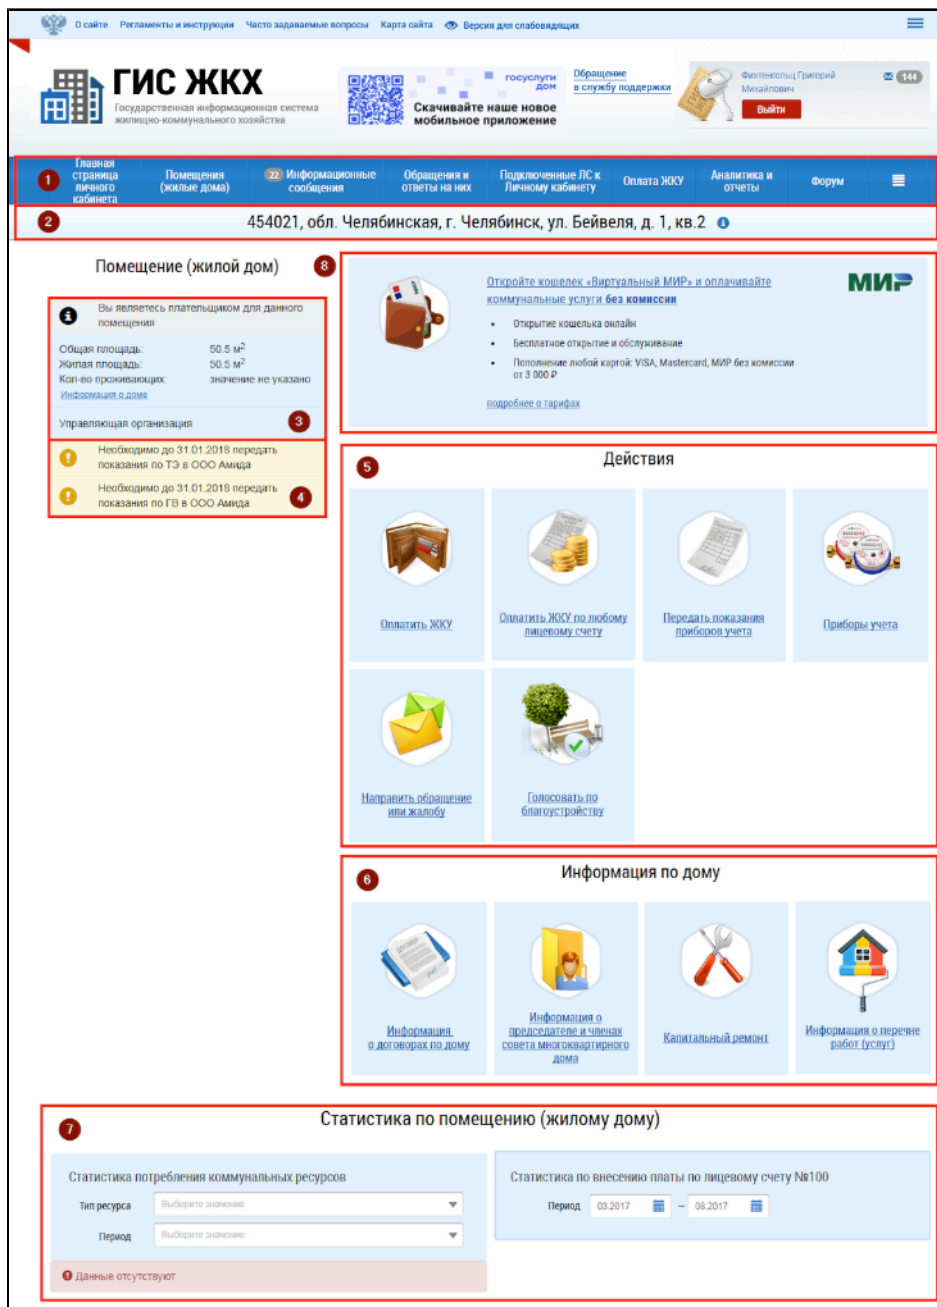 О сайте Регламенты и инструкции Часто задаваемые вопросы Карта сайта Версия для слабовидящих
ГИС ЖКХ
Государственная информационная система
жилищно-коммунального хозяйства
госуслуги
дом
Скачивайте
наше новое
мобильное
приложение
Обращение
в службу поддержки
Фихтенгольц Григорий
Михайлович
144
Выйти
1
Главная
страница
личного
кабинета
Помещения
(жилые дома)
22 Информационные
сообщения
Обращения и
ответы на них
Подключенные ЛС к
Личному кабинету
Оплата ЖКУ
Аналитика и
отчеты
Форум
2
454021, обл. Челябинская, г. Челябинск, ул. Бейвеля, д. 1, кв.2
Помещение (жилой дом)
Вы являетесь плательщиком для данного
помещения
Общая площадь: 50.5 м²
Жилая площадь: 50.5 м²
Кол-во проживающих: значение не указано
Информация о доме
Управляющая организация
3
Необходимо до 31.01.2018 передать
показания по ТЭ в ООО Амида
Необходимо до 31.01.2018 передать
показания по ГВ в ООО Амида
4
8
Откройте кошелек «Виртуальный МИР» и оплачивайте
коммунальные услуги без комиссии
МИР
• Открытие кошелька онлайн
• Бесплатное открытие и обслуживание
• Пополнение любой картой: VISA, Mastercard, МИР без комиссии
от 3 000 ₽
подробнее о тарифах
5
Действия
Оплатить ЖКУ
Оплатить ЖКУ по любому
лицевому счету
Передать показания
приборов учета
Приборы учета
Направить обращение
или жалобу
Голосовать по
благоустройству
6
Информация по дому
Информация
о договорах по дому
Информация о
председателе и членах
совета многоквартирного
дома
Капитальный ремонт
Информация о перечне
работ (услуг)
7
Статистика по помещению (жилому дому)
Статистика потребления коммунальных ресурсов
Тип ресурса Выберите значение
Период Выберите значение
Данные отсутствуют
Статистика по внесению платы по лицевому счету №100
Период 03.2017 – 08.2017